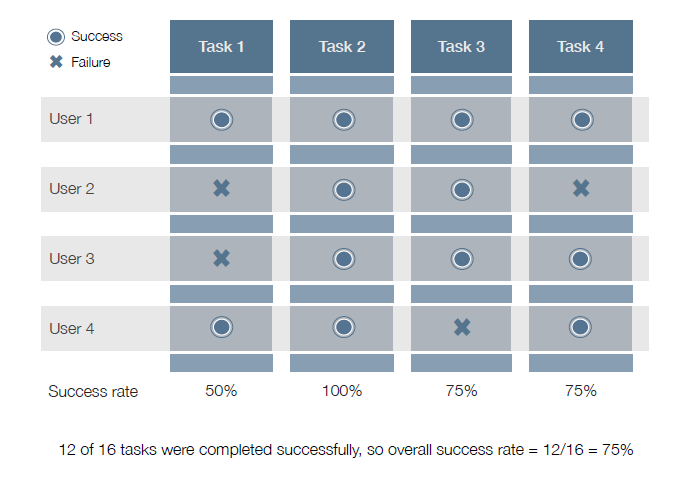 Success
Failure
Task 1 Task 2 Task 3 Task 4
User 1
User 2
User 3
User 4
Success rate 50% 100% 75% 75%
12 of 16 tasks were completed successfully, so overall success rate = 12/16 = 75%